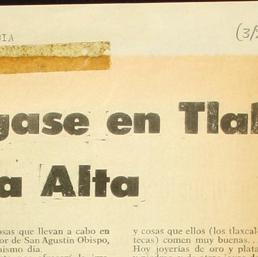 (3/
gase en Tlal
a Alta
osas que llevan a cabo en
or de San Agustín Obispo,
mismo día.
y cosas que ellos (los tlaxcal-
tecas) comen muy buenas...
Hoy joyerías de oro y plata